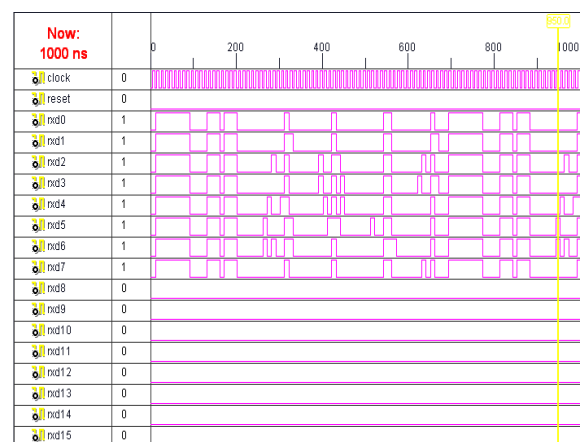 Now:
1000 ns
0 200 400 600 800 1000
clock 0
reset 0
rxd0 1
rxd1 1
rxd2 1
rxd3 1
rxd4 1
rxd5 1
rxd6 1
rxd7 1
rxd8 0
rxd9 0
rxd10 0
rxd11 0
rxd12 0
rxd13 0
rxd14 0
rxd15 0